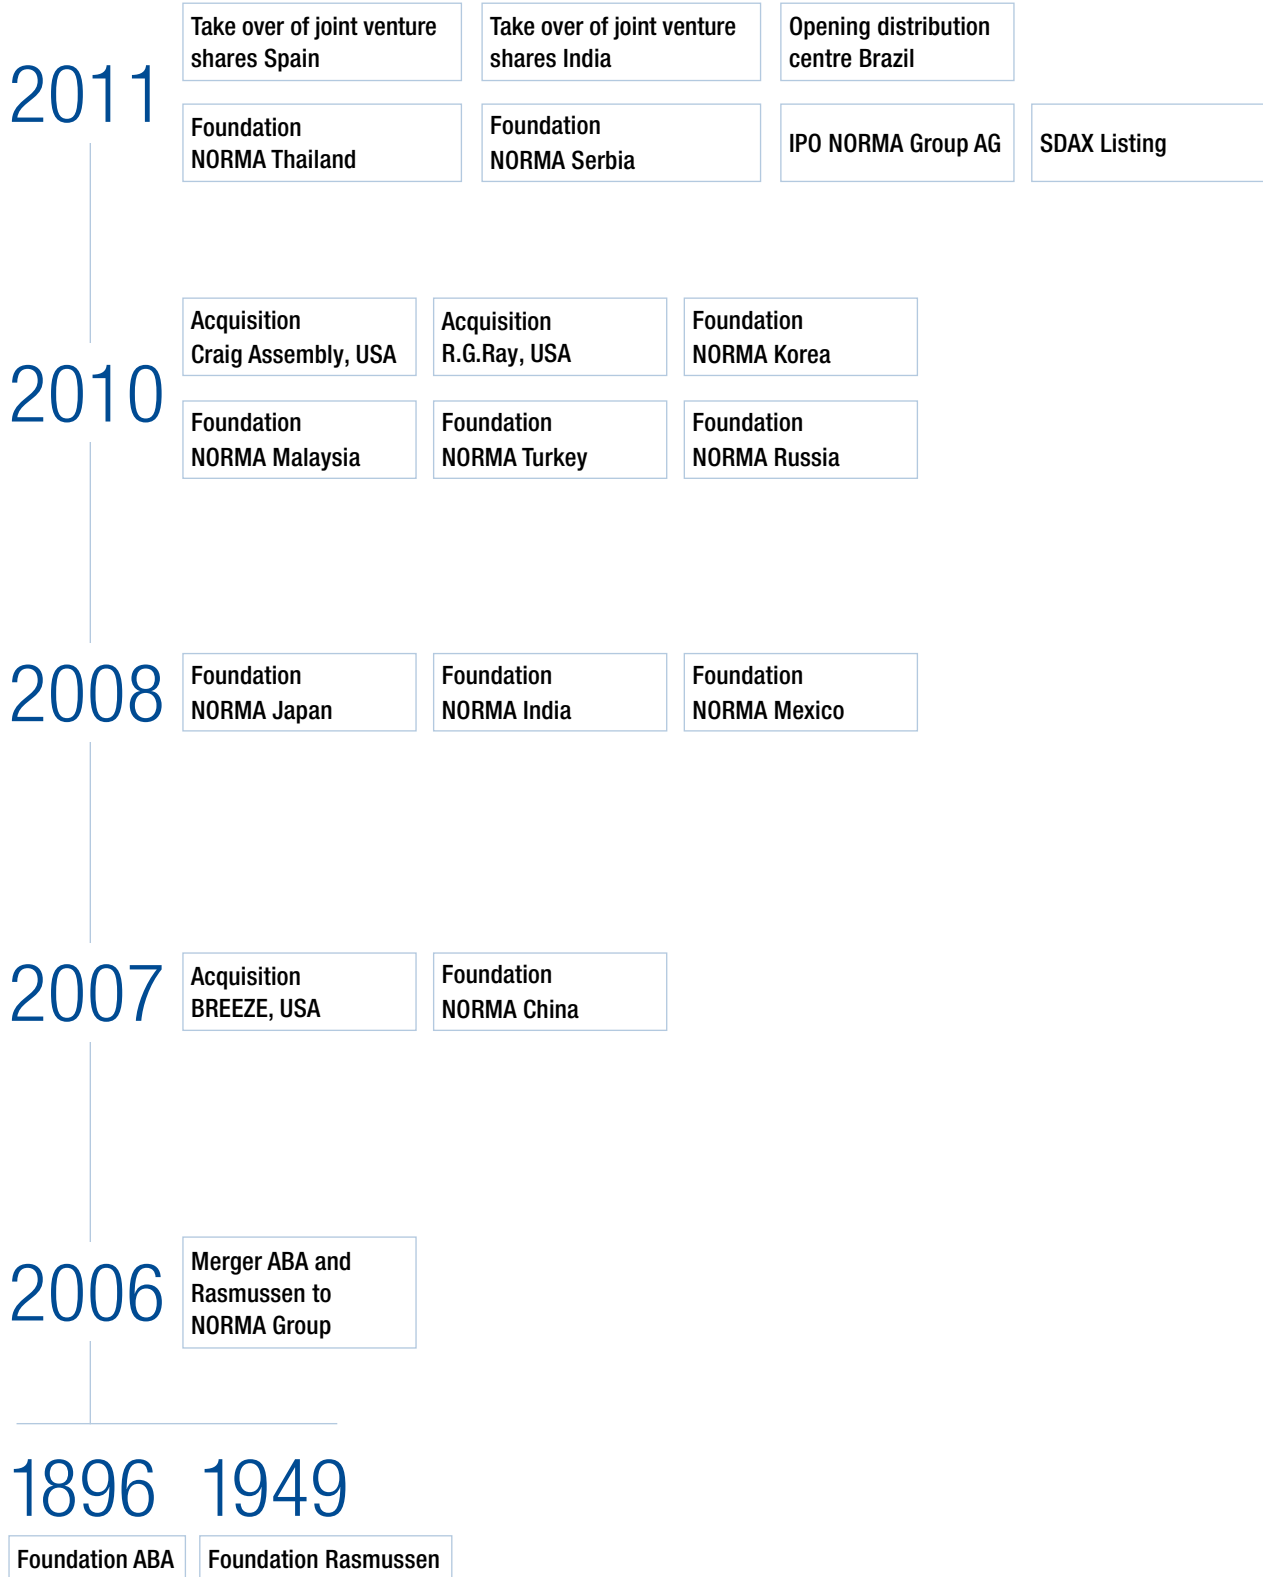 2011
Take over of joint venture
shares Spain
Take over of joint venture
shares India
Opening distribution
centre Brazil
Foundation
NORMA Thailand
Foundation
NORMA Serbia
IPO NORMA Group AG
SDAX Listing
2010
Acquisition
Craig Assembly, USA
Acquisition
R.G.Ray, USA
Foundation
NORMA Korea
Foundation
NORMA Malaysia
Foundation
NORMA Turkey
Foundation
NORMA Russia
2008
Foundation
NORMA Japan
Foundation
NORMA India
Foundation
NORMA Mexico
2007
Acquisition
BREEZE, USA
Foundation
NORMA China
2006
Merger ABA and
Rasmussen to
NORMA Group
1896
Foundation ABA
1949
Foundation Rasmussen